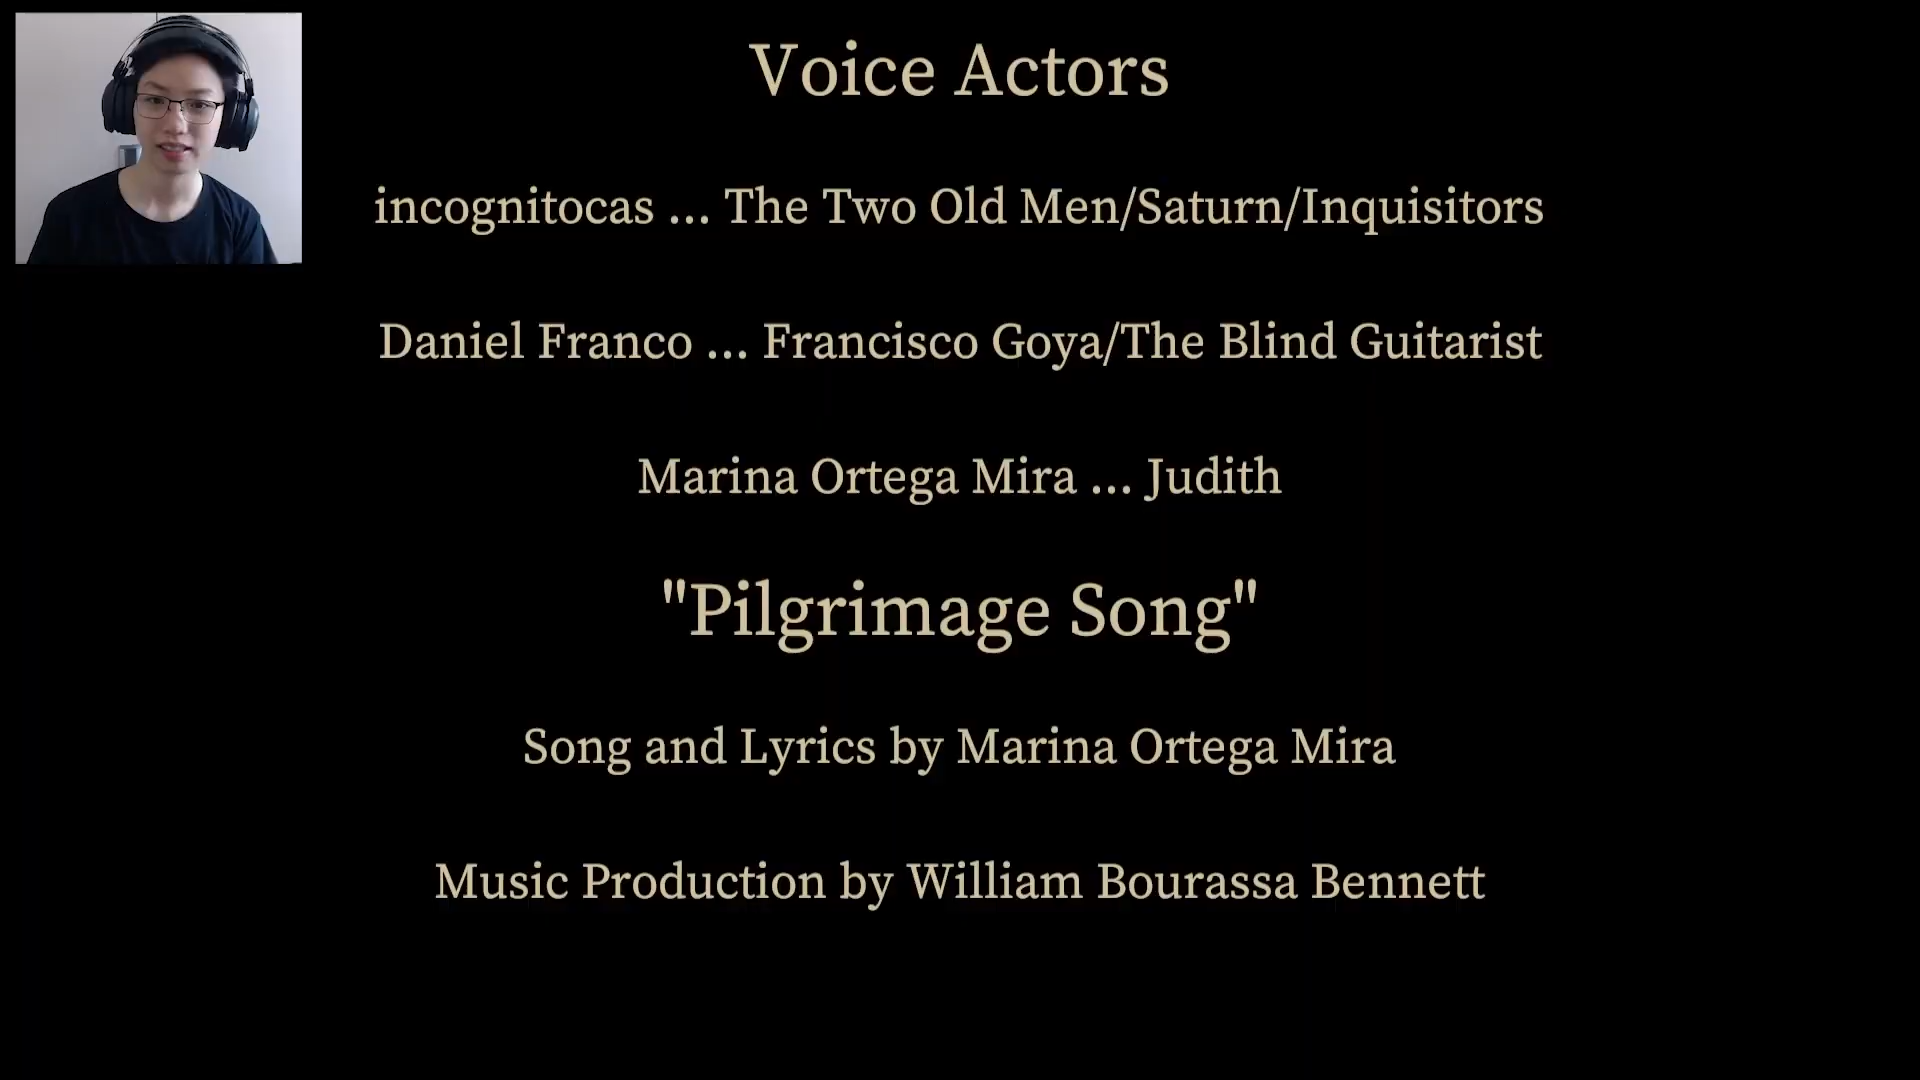 Voice Actors
incognitocas ... The Two Old Men/Saturn/Inquisitors
Daniel Franco ... Francisco Goya/The Blind Guitarist
Marina Ortega Mira ... Judith
"Pilgrimage Song"
Song and Lyrics by Marina Ortega Mira
Music Production by William Bourassa Bennett